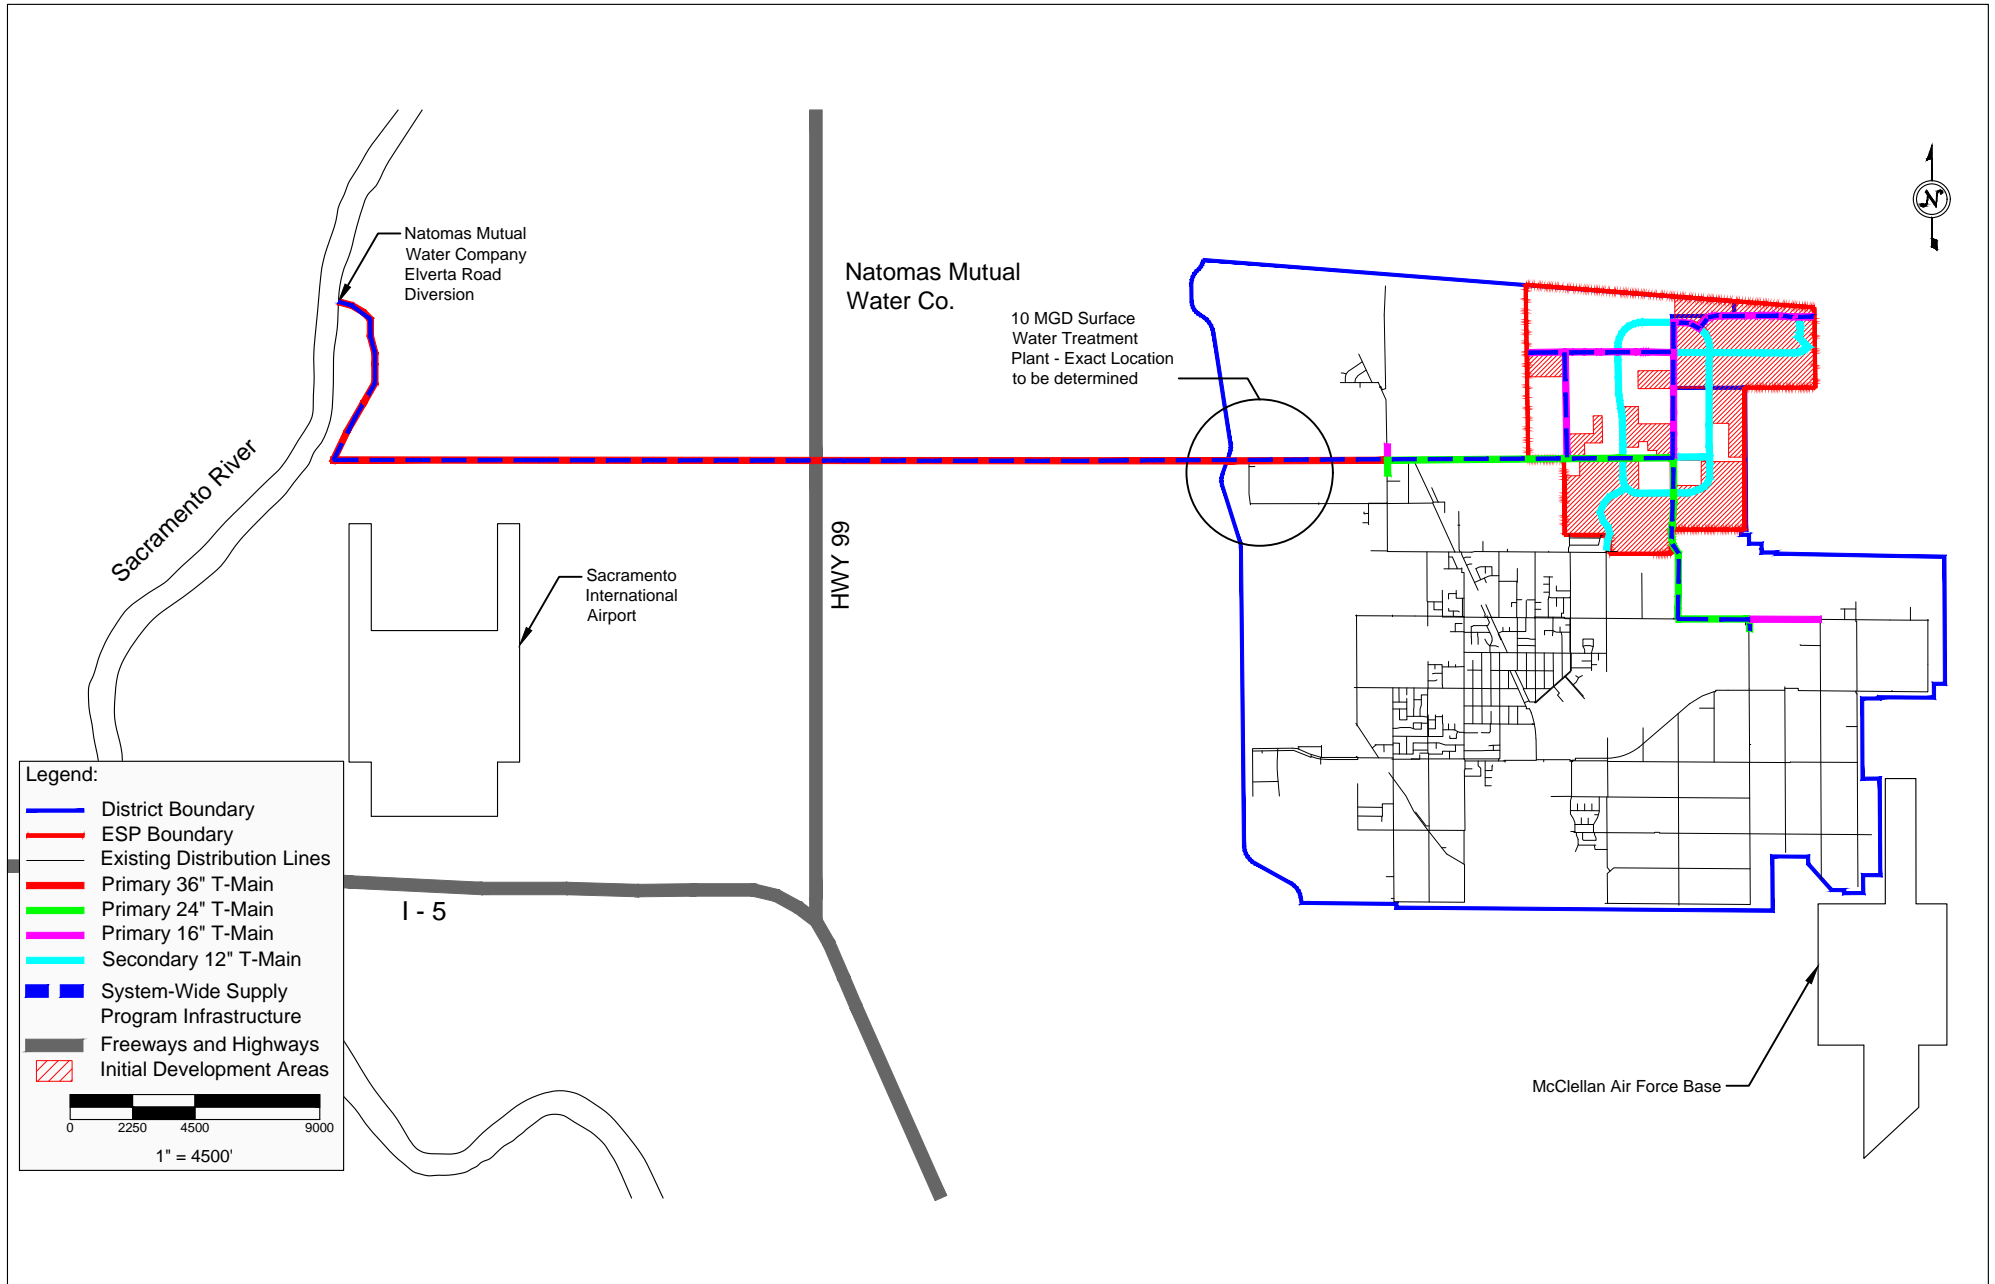 Natomas Mutual
Water Company
Elverta Road
Diversion
Natomas Mutual
Water Co.
10 MGD Surface
Water Treatment
Plant - Exact Location
to be determined
N
Sacramento River
HWY 99
Sacramento
International
Airport
I - 5
McClellan Air Force Base
Legend:
District Boundary
ESP Boundary
Existing Distribution Lines
Primary 36" T-Main
Primary 24" T-Main
Primary 16" T-Main
Secondary 12" T-Main
System-Wide Supply
Program Infrastructure
Freeways and Highways
Initial Development Areas
0 2250 4500 9000
1" = 4500'